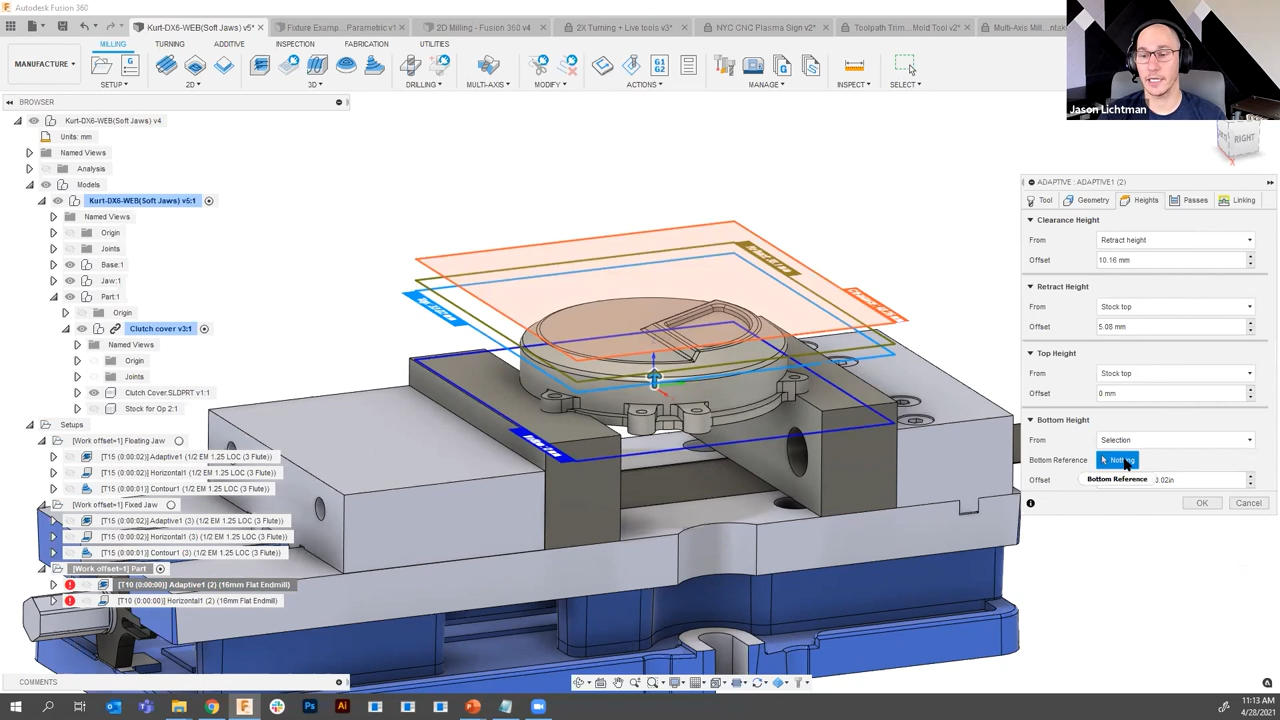 Autodesk Fusion 360
Kurt-DX6-WEB(Soft Jaws) v5*
Fixture Exam...Parametric v1*
2D Milling - Fusion 360 v4*
2X Turning + Live tools v3*
NYC CNC Plasma Sign v2*
Toolpath Trim...Mold Tool v2*
Multi-Axis Mill...
MILLING TURNING ADDITIVE INSPECTION FABRICATION UTILITIES
MANUFACTURE
SETUP 2D 3D DRILLING MULTI-AXIS MODIFY ACTIONS MANAGE INSPECT SELECT
G1
G2
Jason Lichtman
RIGHT
BROWSER
Kurt-DX6-WEB(Soft Jaws) v4
Units: mm
Named Views
Analysis
Models
Kurt-DX6-WEB(Soft Jaws) v5:1
Named Views
Origin
Joints
Base:1
Jaw:1
Part:1
Origin
Clutch cover v3:1
Named Views
Origin
Joints
Clutch Cover.SLDPRT v1:1
Stock for Op 2:1
Setups
[Work offset=1] Floating Jaw
[T15 (0:00:02) Adaptive1 (1/2 EM 1.25 LOC (3 Flute))
[T15 (0:00:02) Horizontal1 (1/2 EM 1.25 LOC (3 Flute))
[T15 (0:00:01) Contour1 (1/2 EM 1.25 LOC (3 Flute))
[Work offset=1] Fixed Jaw
[T15 (0:00:02) Adaptive1 (3) (1/2 EM 1.25 LOC (3 Flute))
[T15 (0:00:02) Horizontal1 (3) (1/2 EM 1.25 LOC (3 Flute))
[T15 (0:00:01) Contour1 (3) (1/2 EM 1.25 LOC (3 Flute))
[Work offset=1] Part
[T10 (0:00:00) Adaptive1 (2) (16mm Flat Endmill)
[T10 (0:00:00) Horizontal1 (2) (16mm Flat Endmill)
ADAPTIVE : ADAPTIVE1 (2)
Tool Geometry Heights Passes Linking
Clearance Height
From Retract height
Offset 10.16 mm
Retract Height
From Stock top
Offset 5.08 mm
Top Height
From Stock top
Offset 0 mm
Bottom Height
From Selection
Bottom Reference Nothing
Bottom Reference
Offset 0.02in
OK Cancel
COMMENTS
11:13 AM
4/28/2021